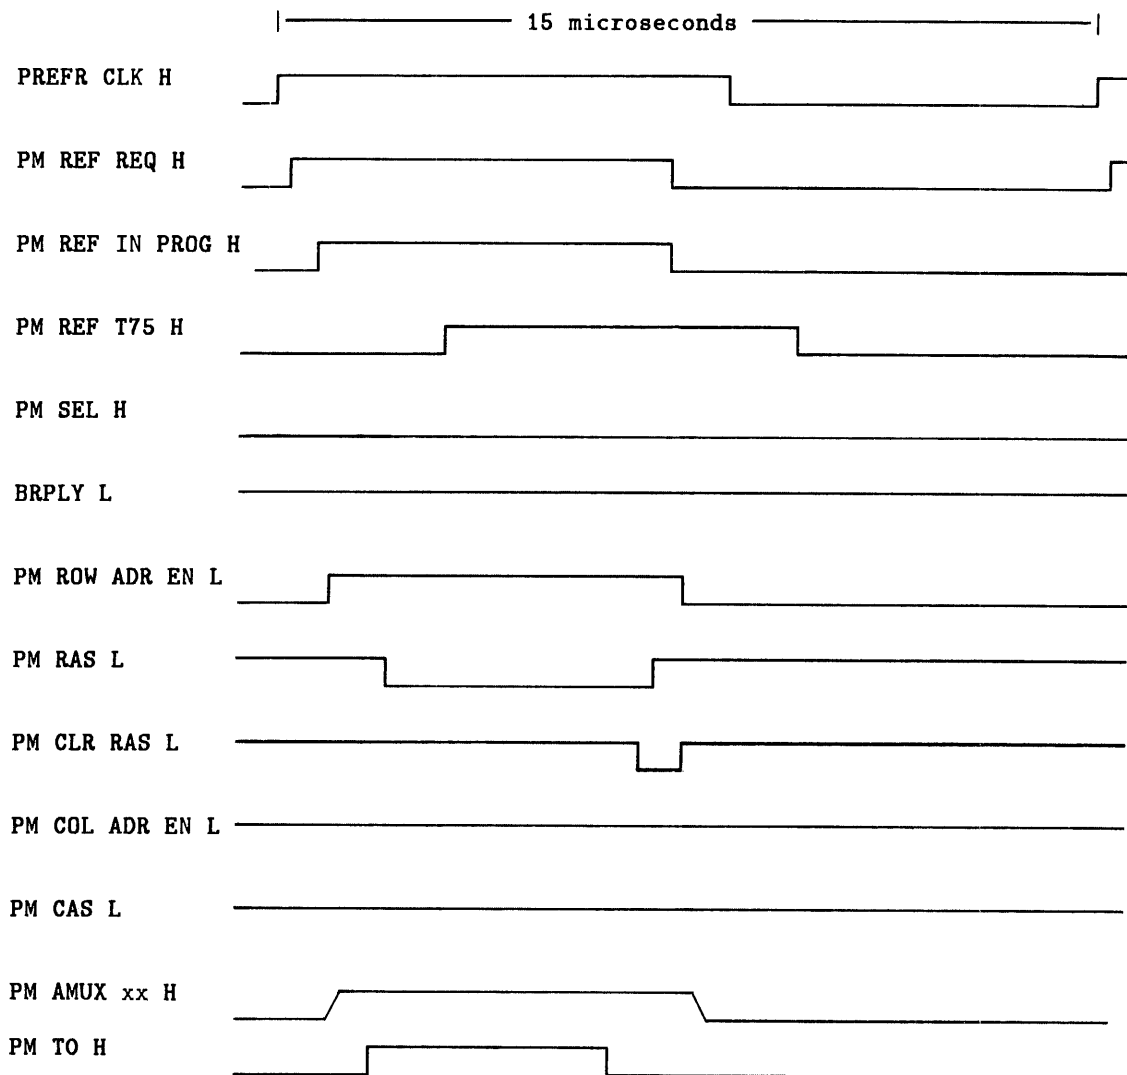 15 microseconds
PREFR CLK H
PM REF REQ H
PM REF IN PROG H
PM REF T75 H
PM SEL H
BRPLY L
PM ROW ADR EN L
PM RAS L
PM CLR RAS L
PM COL ADR EN L
PM CAS L
PM AMUX xx H
PM TO H